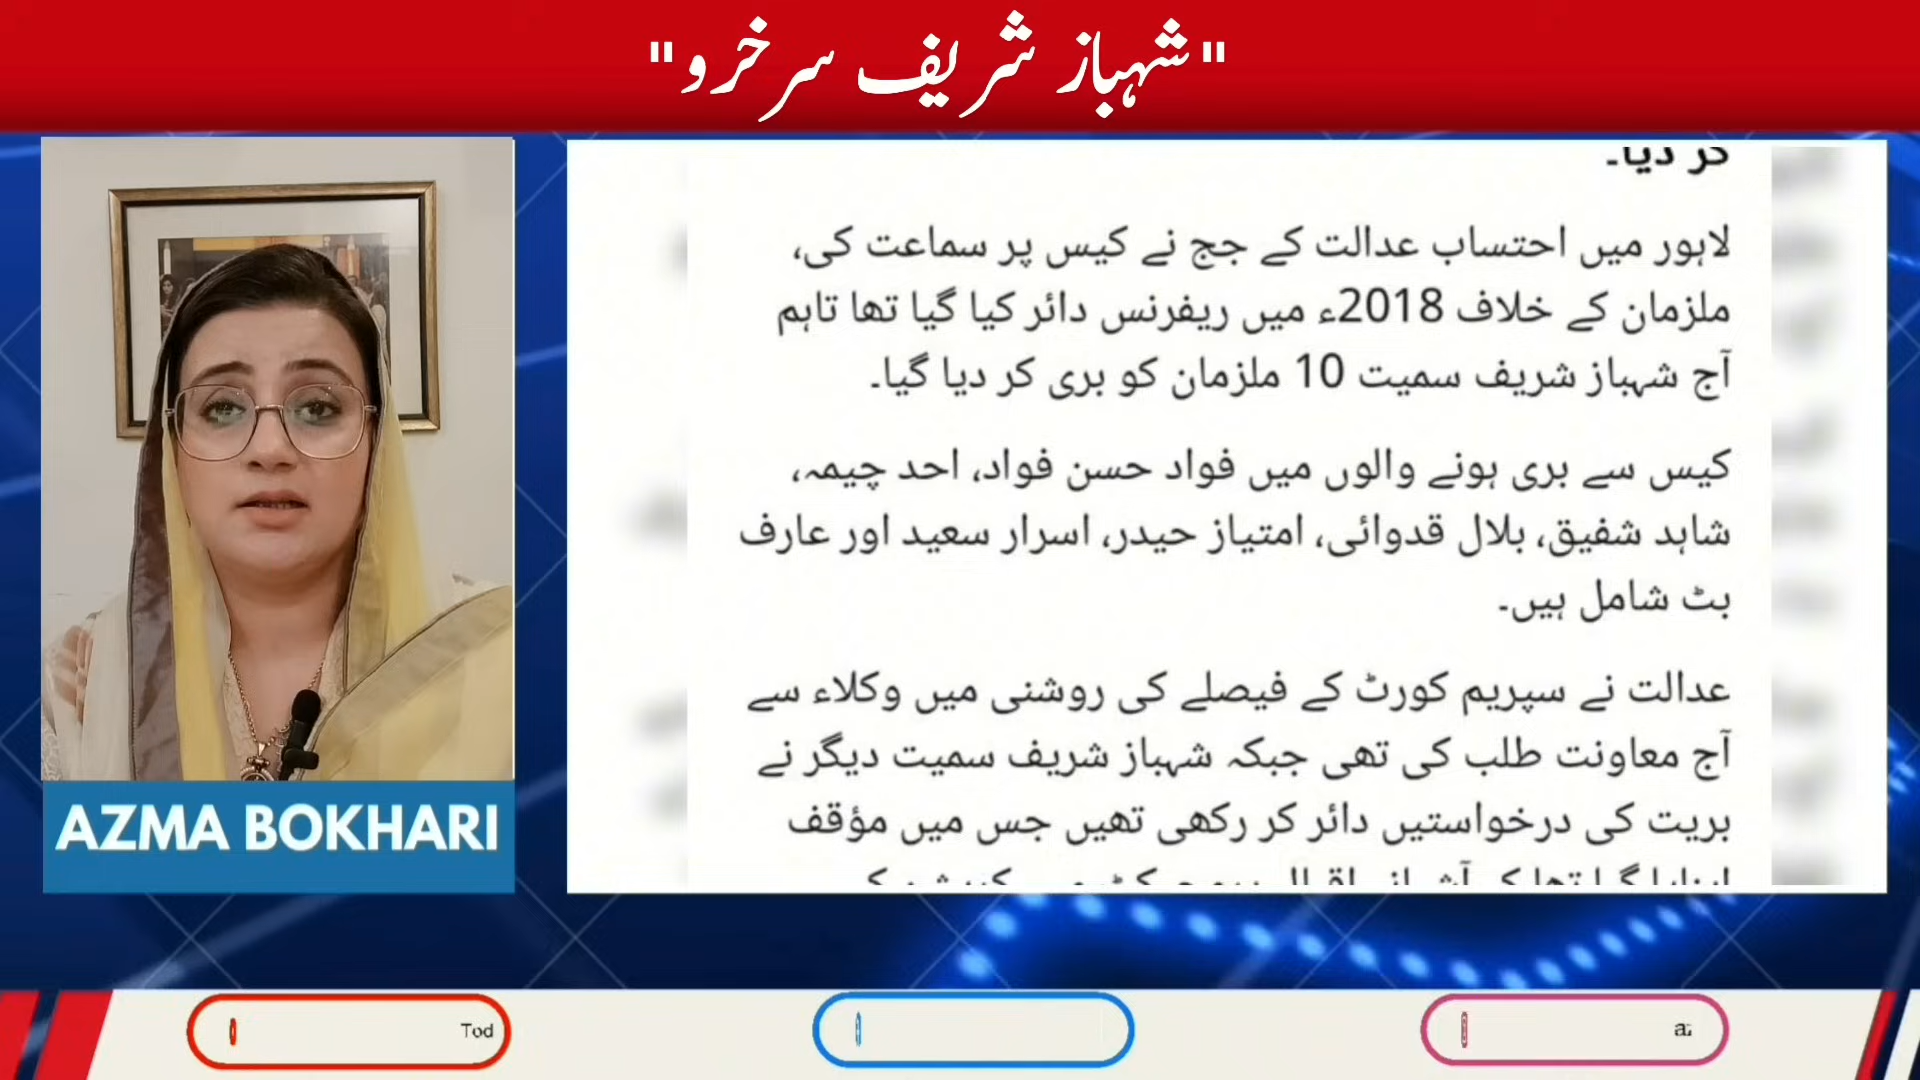 "شہباز شریف سرخرو"
کر دیا۔
لاہور میں احتساب عدالت کے جج نے کیس پر سماعت کی،
ملزمان کے خلاف 2018ء میں ریفرنس دائر کیا گیا تھا تاہم
آج شہباز شریف سمیت 10 ملزمان کو بری کر دیا گیا۔
کیس سے بری ہونے والوں میں فواد حسن فواد، احد چیمہ،
شاہد شفیق، بلال قدوائی، امتیاز حیدر، اسرار سعید اور عارف
بٹ شامل ہیں۔
عدالت نے سپریم کورٹ کے فیصلے کی روشنی میں وکلاء سے
آج معاونت طلب کی تھی جبکہ شہباز شریف سمیت دیگر نے
بریت کی درخواستیں دائر کر رکھی تھیں جس میں مؤقف
AZMA BOKHARI
Tod